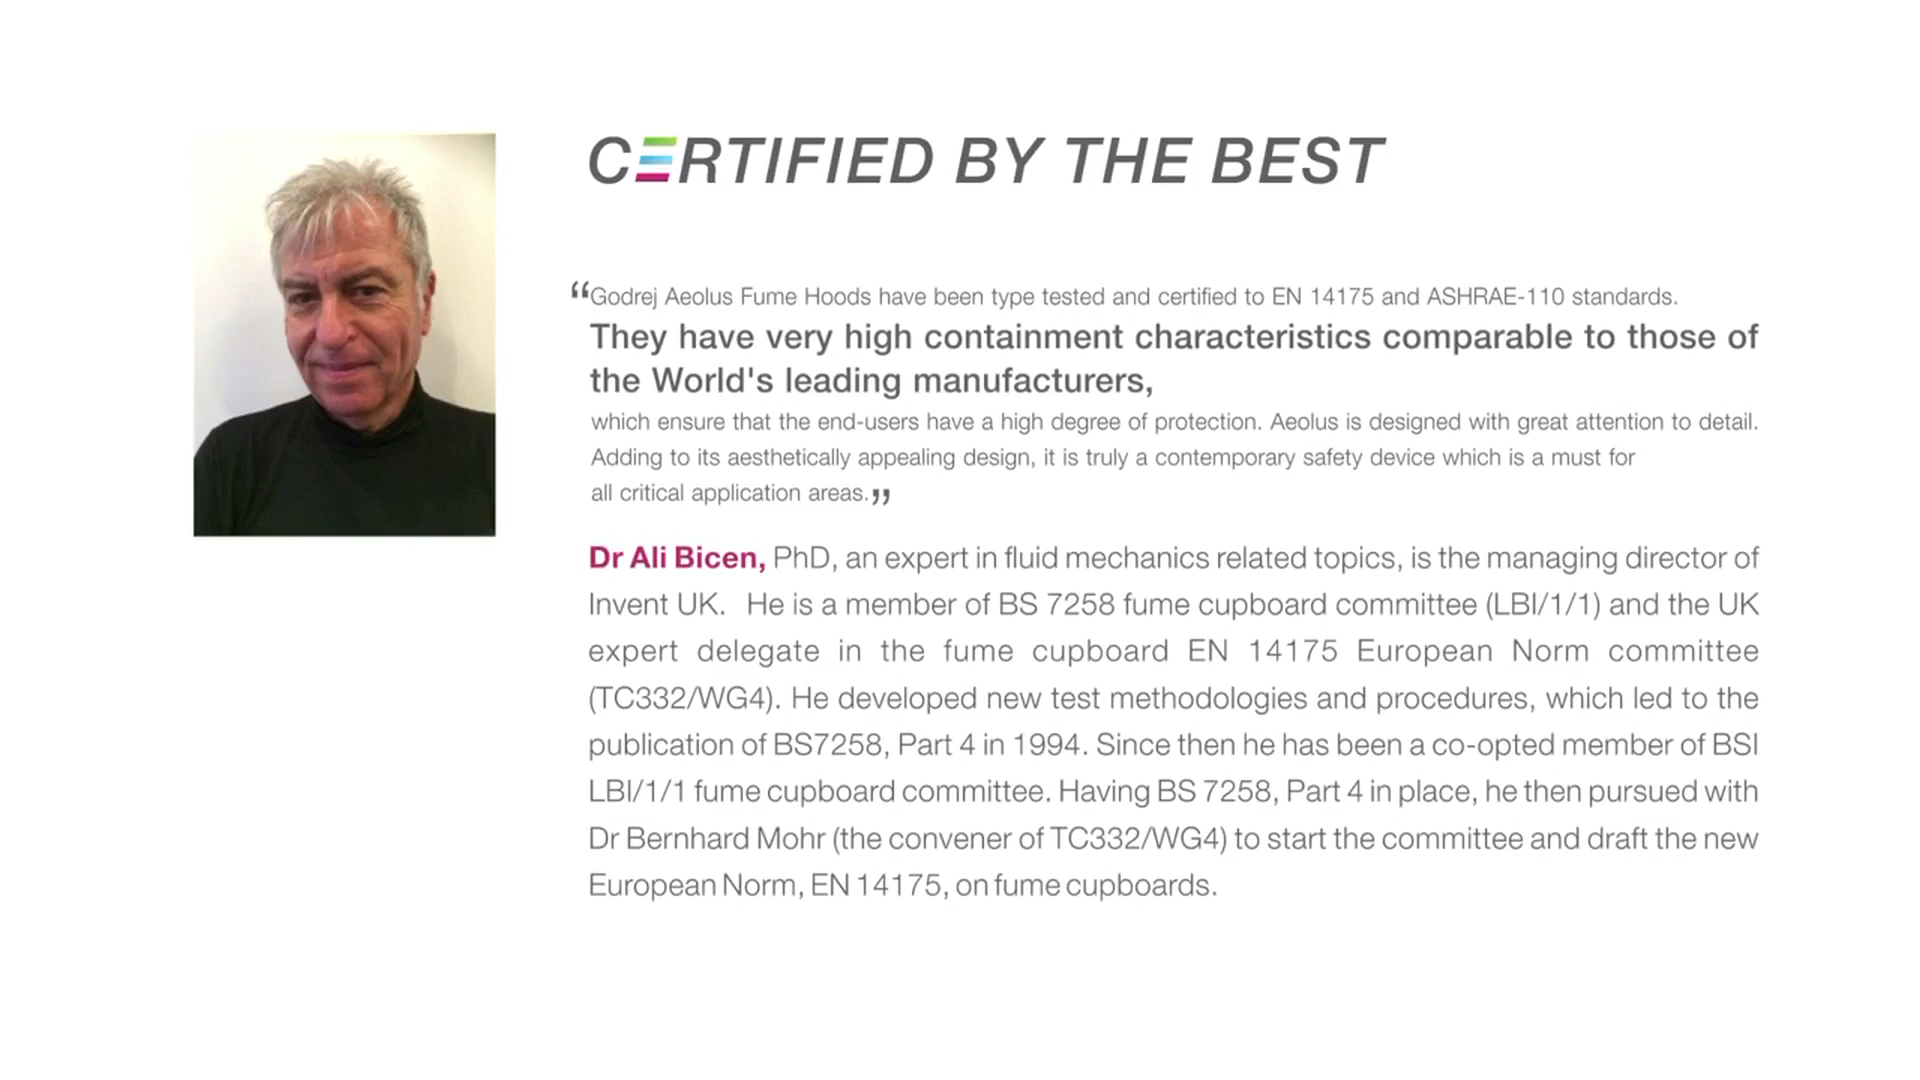 CERTIFIED BY THE BEST
“Godrej Aeolus Fume Hoods have been type tested and certified to EN 14175 and ASHRAE-110 standards.
They have very high containment characteristics comparable to those of
the World's leading manufacturers,
which ensure that the end-users have a high degree of protection. Aeolus is designed with great attention to detail.
Adding to its aesthetically appealing design, it is truly a contemporary safety device which is a must for
all critical application areas.”
Dr Ali Bicen, PhD, an expert in fluid mechanics related topics, is the managing director of
Invent UK. He is a member of BS 7258 fume cupboard committee (LBI/1/1) and the UK
expert delegate in the fume cupboard EN 14175 European Norm committee
(TC332/WG4). He developed new test methodologies and procedures, which led to the
publication of BS7258, Part 4 in 1994. Since then he has been a co-opted member of BSI
LBI/1/1 fume cupboard committee. Having BS 7258, Part 4 in place, he then pursued with
Dr Bernhard Mohr (the convener of TC332/WG4) to start the committee and draft the new
European Norm, EN 14175, on fume cupboards.